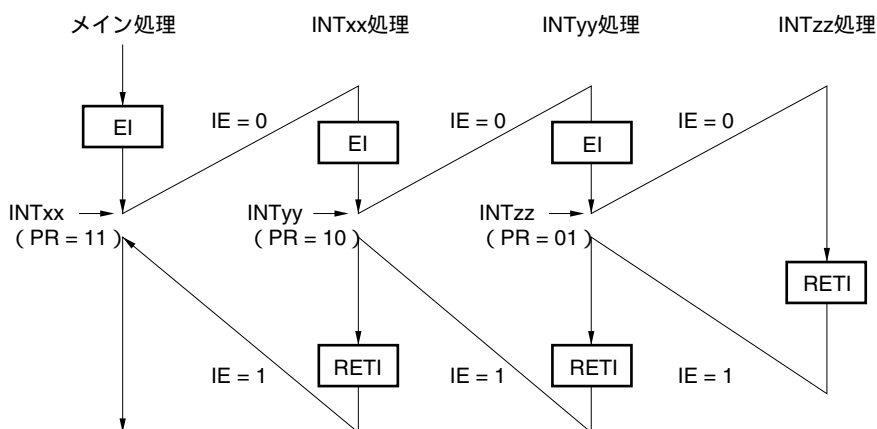 メイン処理
INTxx処理
INTyy処理
INTzz処理
EI
IE = 0
EI
IE = 0
EI
IE = 0
INTxx
(PR = 11)
INTyy
(PR = 10)
INTzz
(PR = 01)
RETI
IE = 1
RETI
IE = 1
RETI
IE = 1